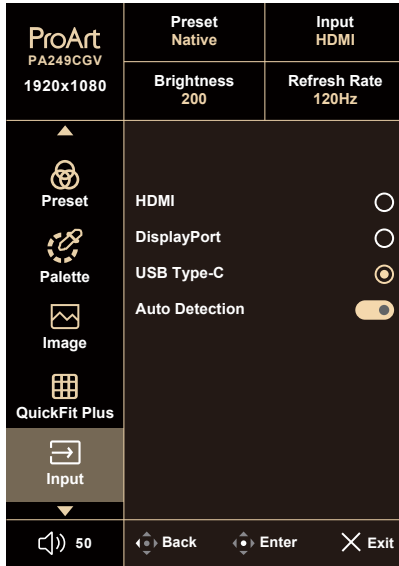 ProArt
PA249CGV
1920x1080
Preset
Native
Input
HDMI
Brightness
200
Refresh Rate
120Hz
Preset
Palette
Image
QuickFit Plus
Input
HDMI
DisplayPort
USB Type-C
Auto Detection
50
Back
Enter
Exit